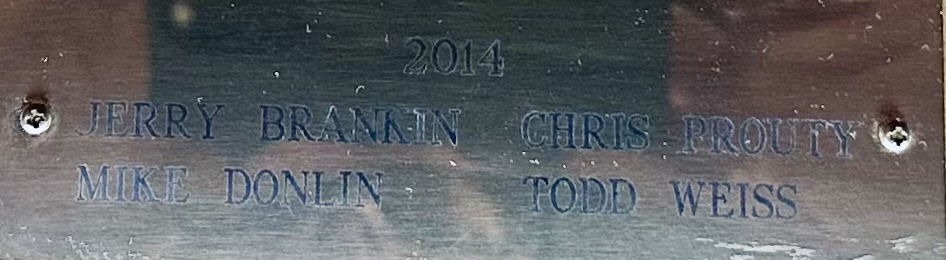 2014
JERRY BRANKIN CHRIS PROUTY
MIKE DONLIN TODD WEISS